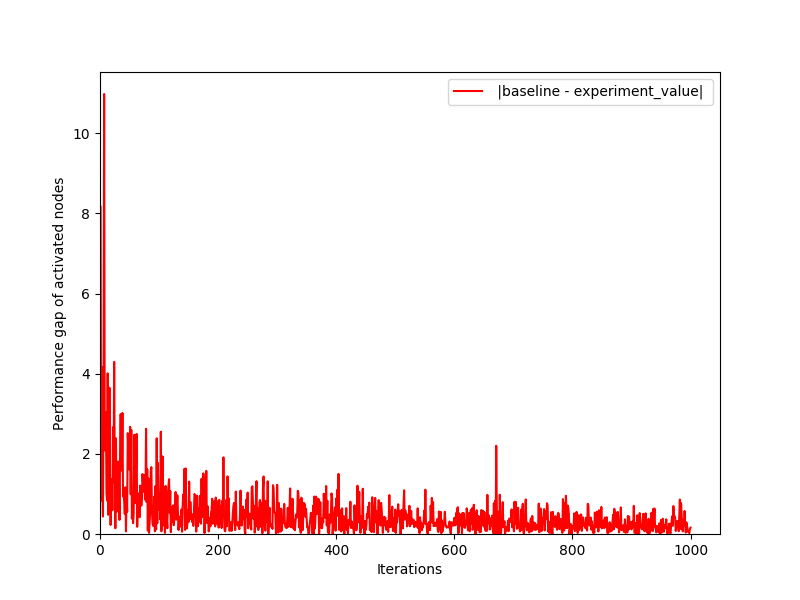 |baseline - experiment_value|
Performance gap of activated nodes
10
8
6
4
2
0
0 200 400 600 800 1000
Iterations